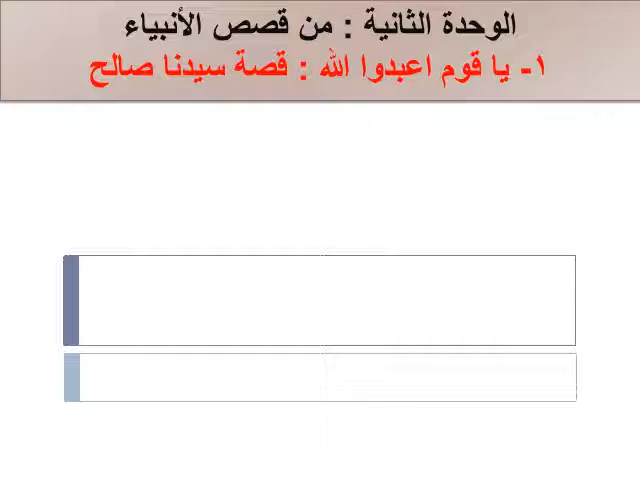 الوحدة الثانية : من قصص الأنبياء
١- يا قوم اعبدوا الله : قصة سيدنا صالح